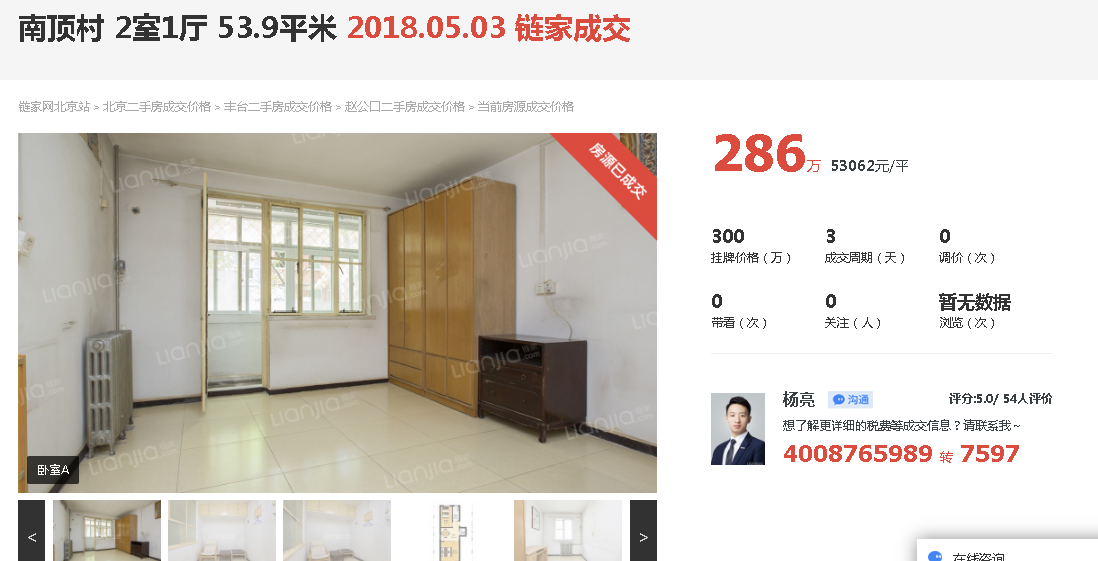 南顶村 2室1厅 53.9平米 2018.05.03 链家成交
链家网北京站 > 北京二手房成交价格 > 丰台二手房成交价格 > 赵公口二手房成交价格 > 当前房源成交价格
房源已成交
lianjia
卧室A
<
>
286万 53062元/平
300 3 0
挂牌价格（万） 成交周期（天） 调价（次）
0 0 暂无数据
带看（次） 关注（人） 浏览（次）
杨亮 沟通 评分:5.0/ 54人评价
想了解更详细的税费等成交信息？请联系我~
4008765989 转 7597
在线咨询